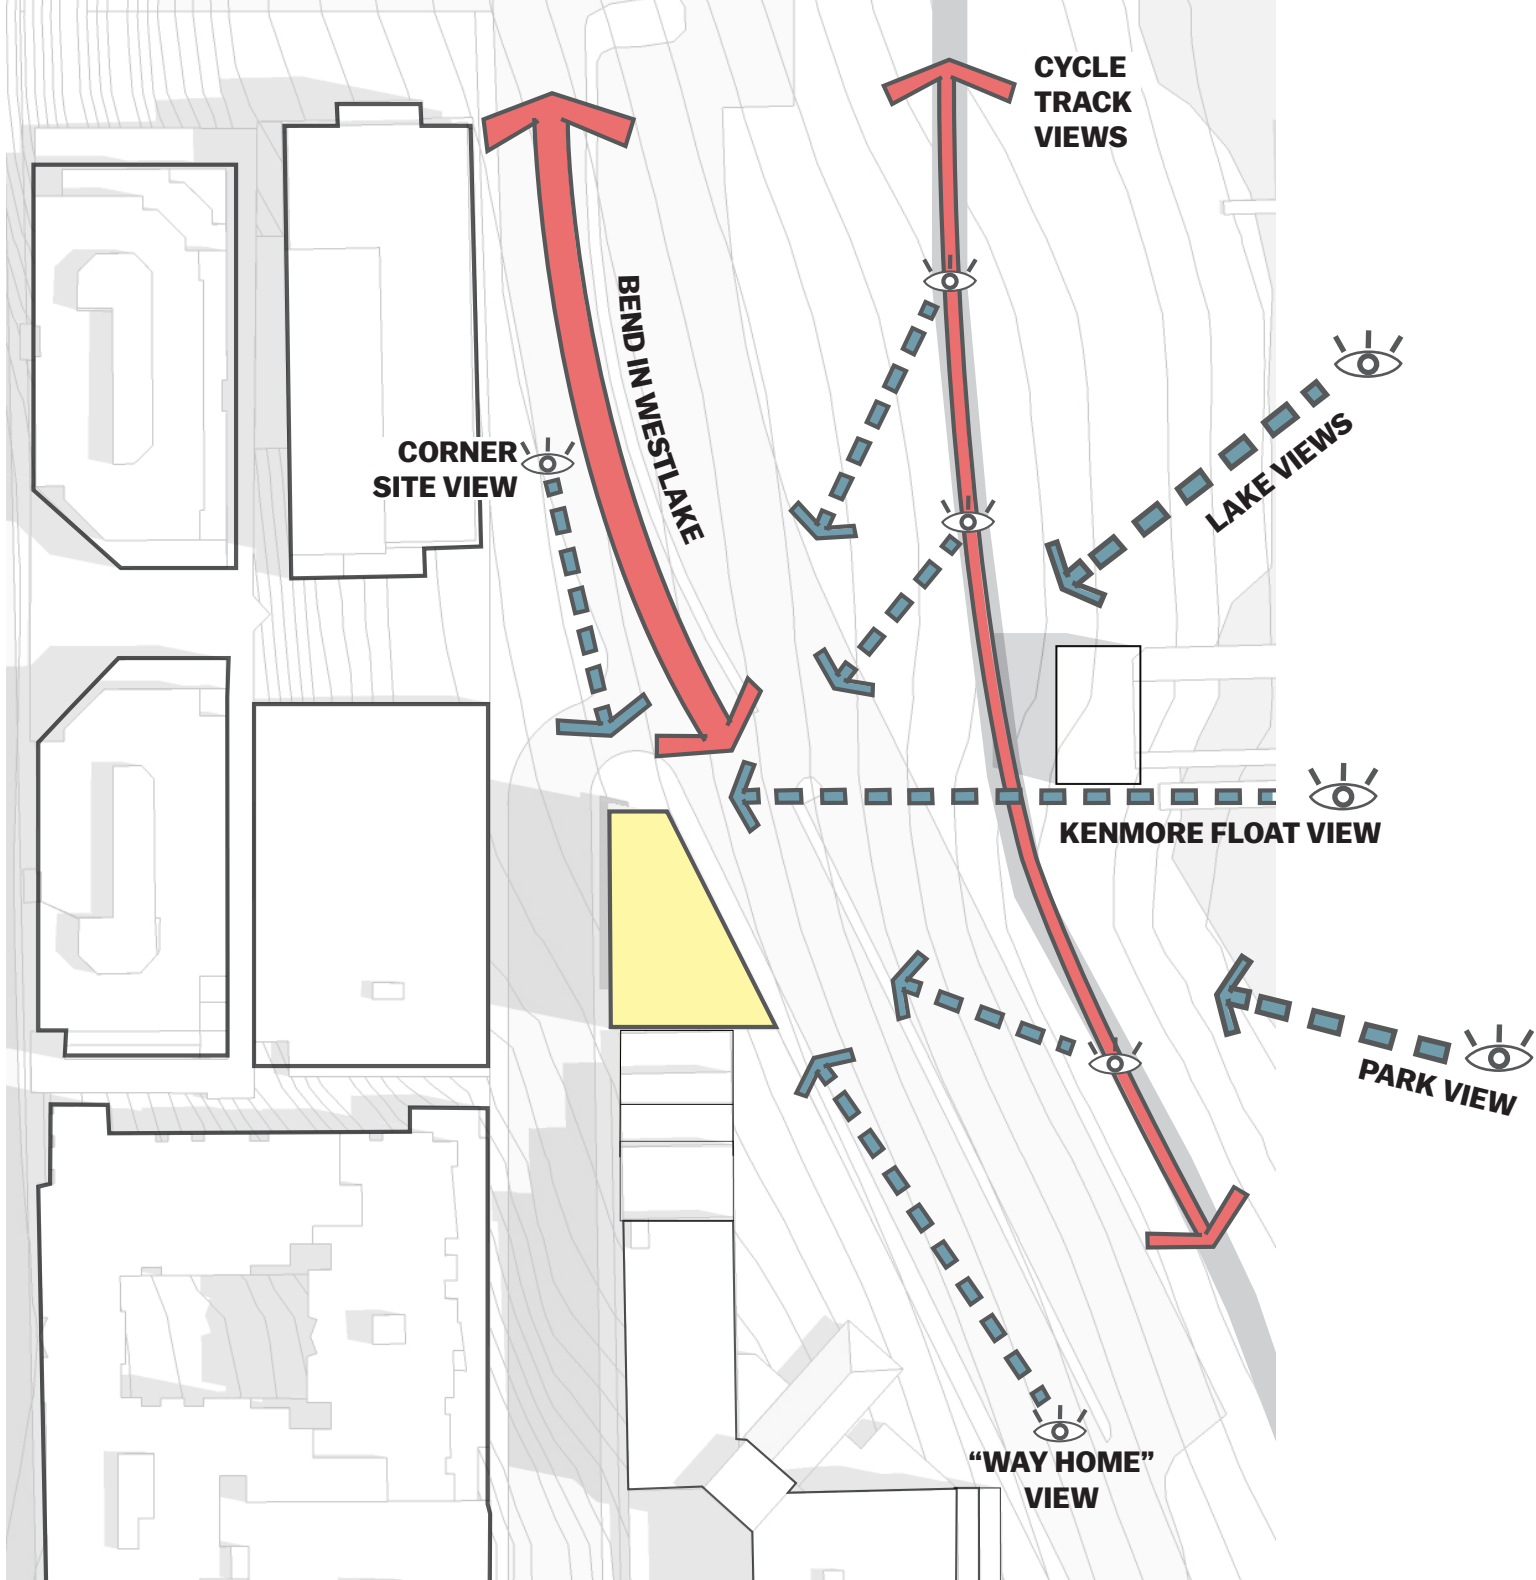 CYCLE
TRACK
VIEWS
BEND IN WESTLAKE
CORNER
SITE VIEW
LAKE VIEWS
KENMORE FLOAT VIEW
PARK VIEW
“WAY HOME”
VIEW